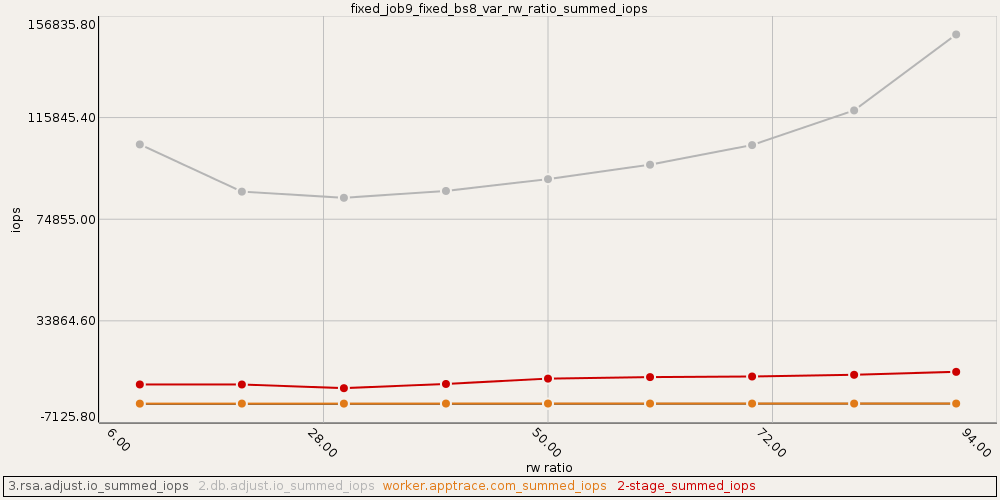 fixed_job9_fixed_bs8_var_rw_ratio_summed_iops
156835.80
115845.40
74855.00
33864.60
-7125.80
iops
6.00
28.00
50.00
72.00
94.00
rw ratio
3.rsa.adjust.io_summed_iops 2.db.adjust.io_summed_iops worker.apptrace.com_summed_iops 2-stage_summed_iops